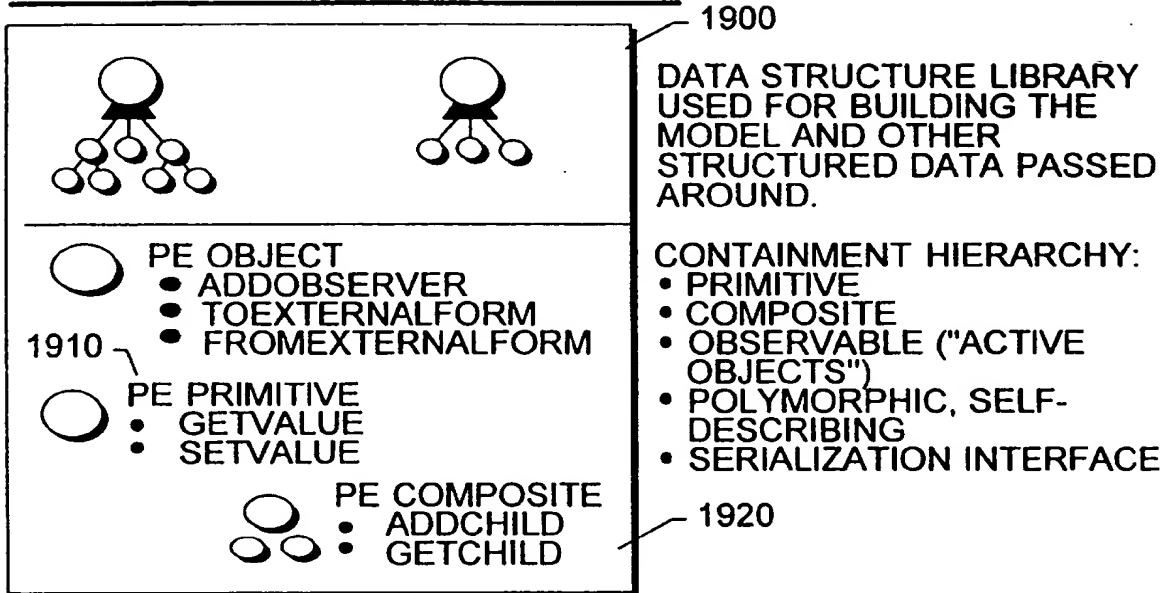 1900
DATA STRUCTURE LIBRARY
USED FOR BUILDING THE
MODEL AND OTHER
STRUCTURED DATA PASSED
AROUND.
PE OBJECT
• ADDOBSERVER
• TOEXTERNALFORM
• FROMEXTERNALFORM
1910
PE PRIMITIVE
• GETVALUE
• SETVALUE
PE COMPOSITE
• ADDCHILD
• GETCHILD
CONTAINMENT HIERARCHY:
• PRIMITIVE
• COMPOSITE
• OBSERVABLE ("ACTIVE
OBJECTS")
• POLYMORPHIC, SELF-
DESCRIBING
• SERIALIZATION INTERFACE
1920